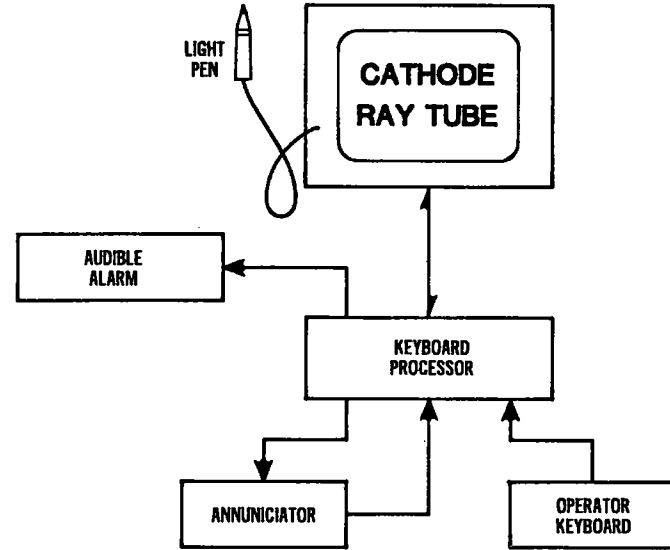 LIGHT
PEN
CATHODE
RAY TUBE
AUDIBLE
ALARM
KEYBOARD
PROCESSOR
ANNUNICIATOR
OPERATOR
KEYBOARD